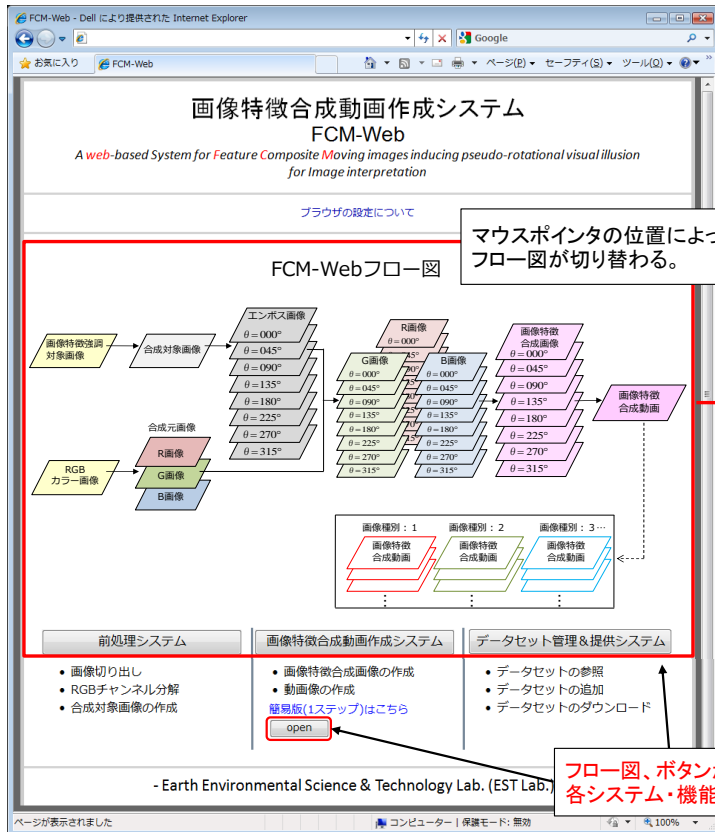 FCM-Web - Dell により提供された Internet Explorer
Google
お気に入り
FCM-Web
ページ(P)
セーフティ(S)
ツール(O)
画像特徴合成動画作成システム
FCM-Web
A web-based System for Feature Composite Moving images inducing pseudo-rotational visual illusion
for Image interpretation
ブラウザの設定について
マウスポインタの位置によっ
フロー図が切り替わる。
FCM-Webフロー図
画像特徴強調
対象画像
合成対象画像
エンボス画像
θ = 000°
θ = 045°
θ = 090°
θ = 135°
θ = 180°
θ = 225°
θ = 270°
θ = 315°
合成元画像
R画像
G画像
B画像
RGB
カラー画像
R画像
θ = 000°
G画像
θ = 000°
θ = 045°
θ = 090°
θ = 135°
θ = 180°
θ = 225°
θ = 270°
θ = 315°
B画像
θ = 000°
θ = 045°
θ = 090°
θ = 135°
θ = 180°
θ = 225°
θ = 270°
θ = 315°
画像特徴
合成画像
θ = 000°
θ = 045°
θ = 090°
θ = 135°
θ = 180°
θ = 225°
θ = 270°
θ = 315°
画像特徴
合成動画
画像種別：1
画像特徴
合成動画
画像種別：2
画像特徴
合成動画
画像種別：3…
画像特徴
合成動画
前処理システム
• 画像切り出し
• RGBチャンネル分解
• 合成対象画像の作成
画像特徴合成動画作成システム
• 画像特徴合成画像の作成
• 動画像の作成
簡易版(1ステップ)はこちら
open
データセット管理&提供システム
• データセットの参照
• データセットの追加
• データセットのダウンロード
フロー図、ボタン
各システム・機能
- Earth Environmental Science & Technology Lab. (EST Lab.)
ページが表示されました
コンピューター | 保護モード: 無効
100%